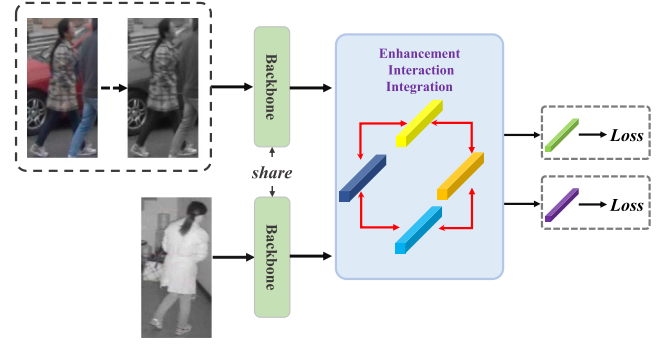 Backbone
Enhancement
Interaction
Integration
Loss
share
Loss
Backbone